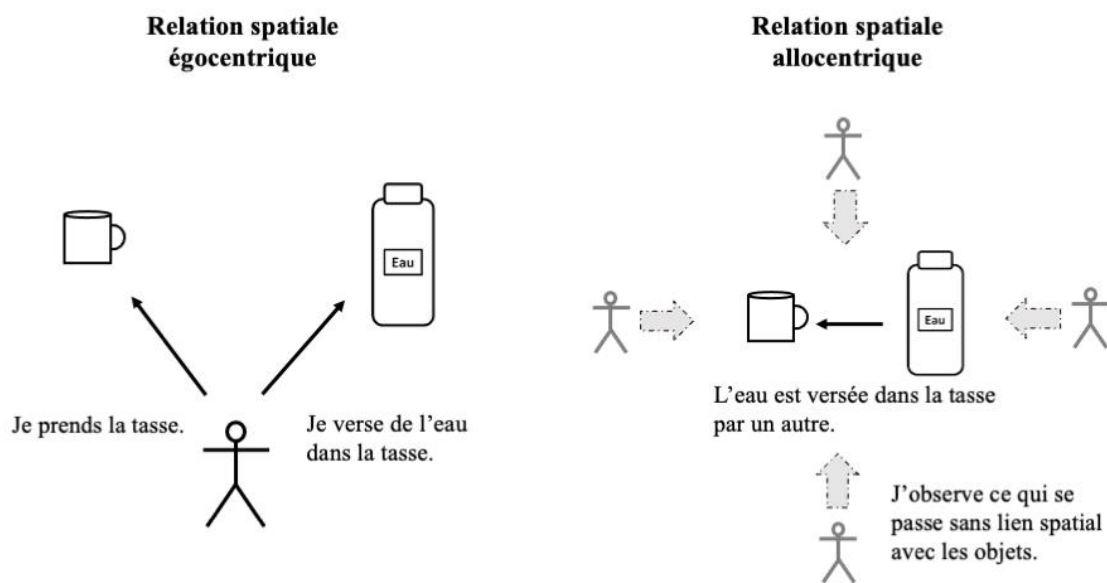 Relation spatiale
égocentrique
Eau
Je prends la tasse.
Je verse de l'eau
dans la tasse.
Relation spatiale
allocentrique
Eau
L'eau est versée dans la tasse
par un autre.
J'observe ce qui se
passe sans lien spatial
avec les objets.